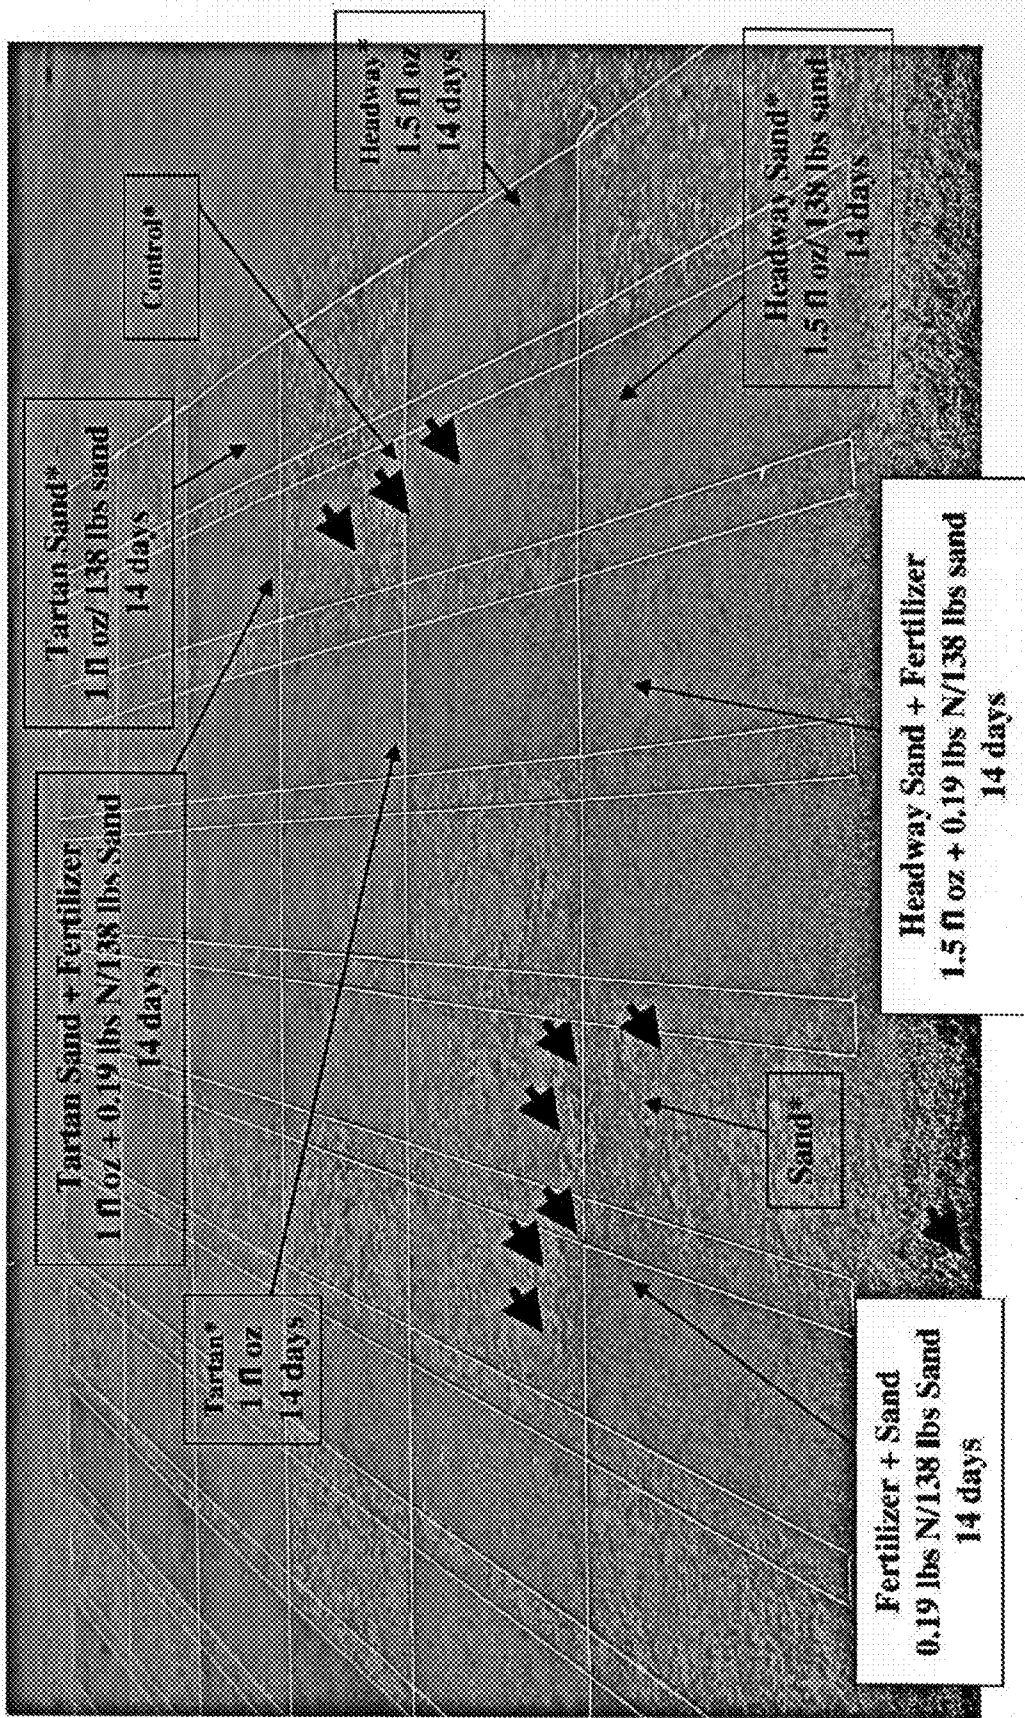 Tartan*
1 fl oz
14 days
Tartan Sand + Fertilizer
1 fl oz + 0.19 lbs N/138 lbs Sand
14 days
Tartan Sand*
1 fl oz/ 138 lbs sand
14 days
Control*
Headway*
1.5 fl oz
14 days
Fertilizer + Sand
0.19 lbs N/138 lbs Sand
14 days
Sand*
Headway Sand + Fertilizer
1.5 fl oz + 0.19 lbs N/138 lbs sand
14 days
Headway Sand*
1.5 fl oz/ 138 lbs sand
14 days